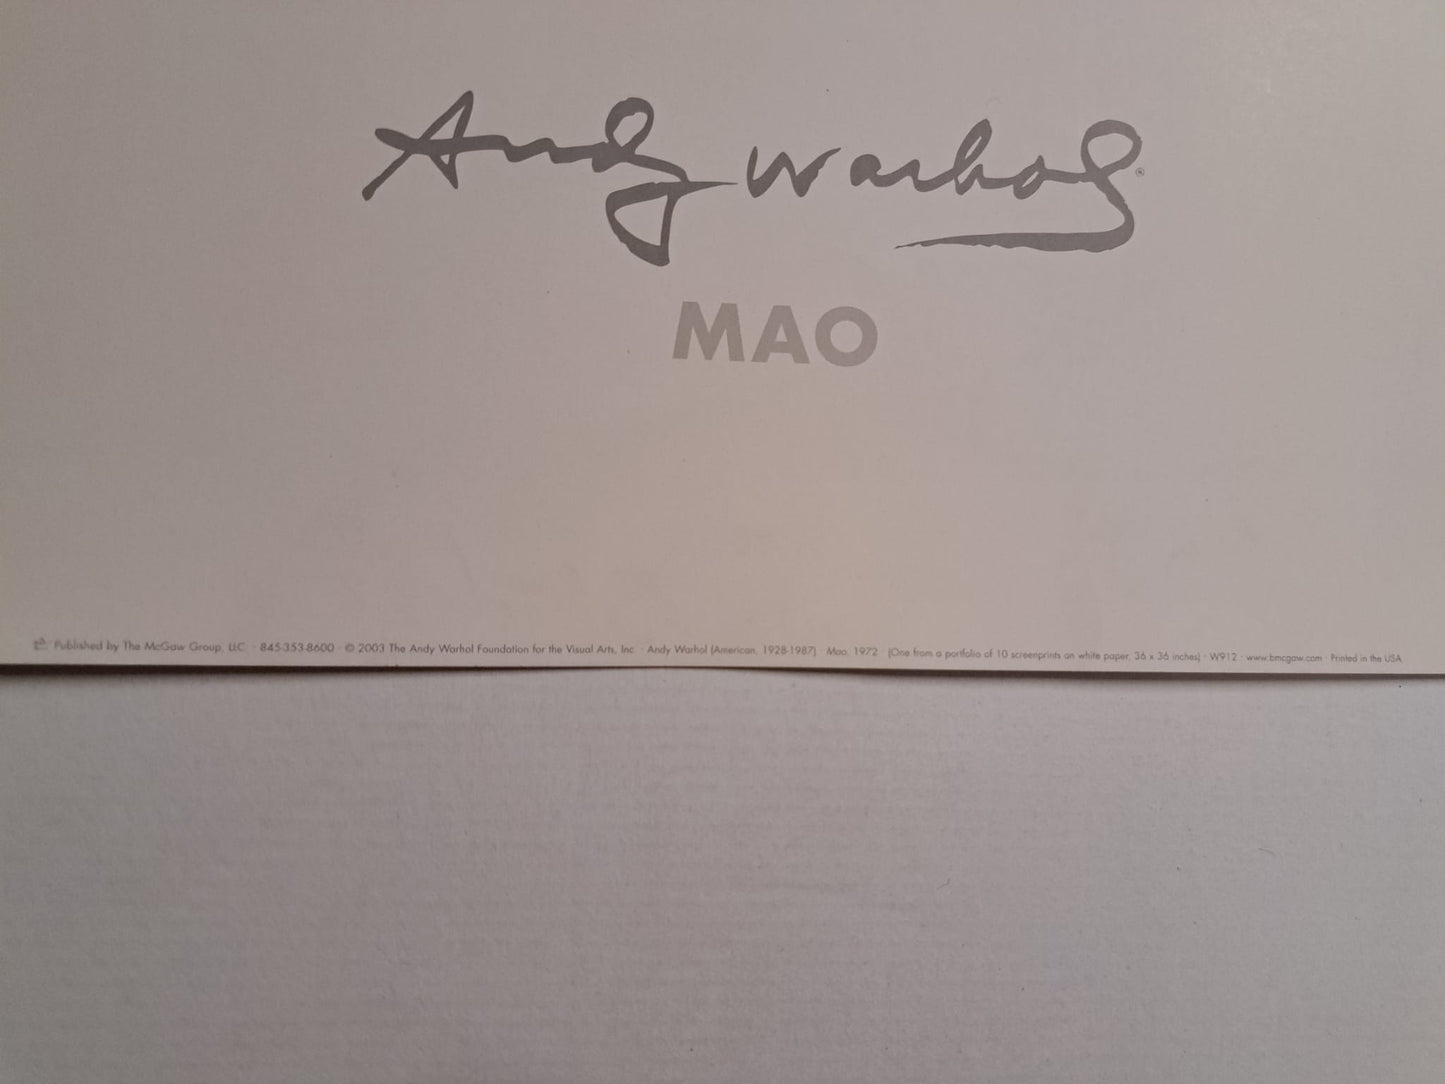 Andy Warhol®
MAO
Published by The McGaw Group, LLC · 845-353-8600 · © 2003 The Andy Warhol Foundation for the Visual Arts, Inc. · Andy Warhol (American, 1928-1987) · Mao, 1972 (One from a portfolio of 10 screenprints on white paper, 36 x 36 inches) · W912 · www.bmcgaw.com · Printed in the USA